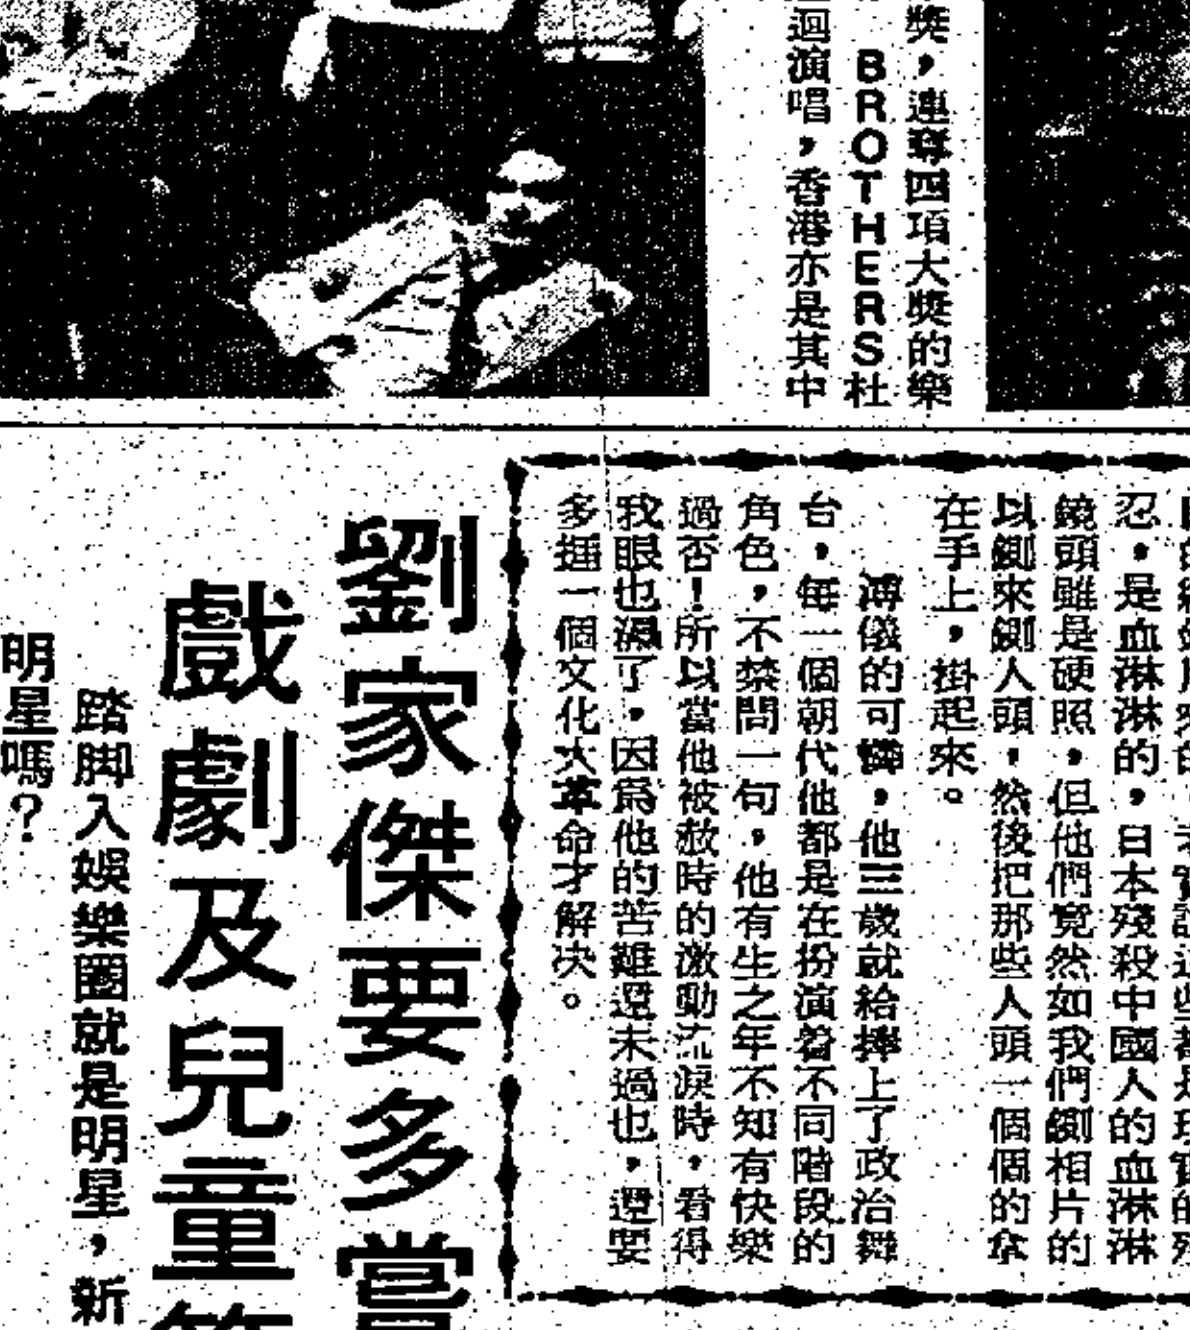 獎，連奪四項大獎的樂
BROTHERS杜
迴演唱，香港亦是其中
忍，是血淋淋的，日本殘殺中國人的血淋淋
鏡頭雖是硬照，但他們竟然如我們鍘相片的
以鍘來鍘人頭，然後把那些人頭一個個的拿
在手上，掛起來。
溥儀的可憐，他三歲就給捧上了政治舞
台，每一個朝代他都是在扮演着不同階段的
角色，不禁問一句，他有生之年不知有快樂
過否！所以當他被赦時的激動流淚時，看得
我眼也濕了，因爲他的苦難還未過也，還要
多捱一個文化大革命才解决。
劉家傑要多嘗
戲劇及兒童節
踏脚入娛樂圈就是明星，新
明星嗎？